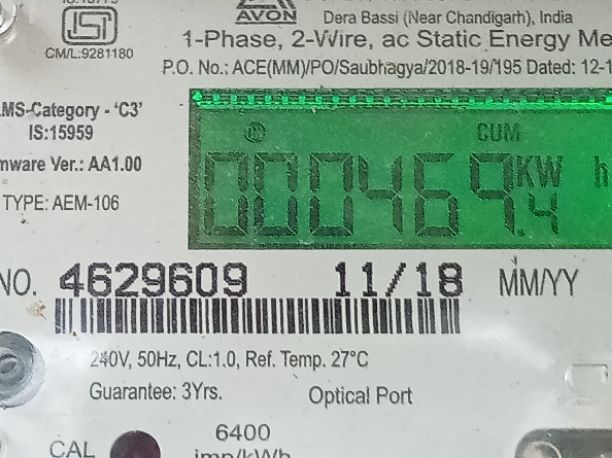 AVON
Dera Bassi (Near Chandigarh), India
CM/L:9281180
1-Phase, 2-Wire, ac Static Energy Me
P.O. No.: ACE(MM)/PO/Saubhagya/2018-19/195 Dated: 12-1
MS-Category - 'C3'
IS:15959
CUM
mware Ver.: AA1.00
000469.4 KW h
TYPE: AEM-106
NO. 4629609 11/18 MM/YY
240V, 50Hz, CL:1.0, Ref. Temp. 27°C
Guarantee: 3Yrs. Optical Port
6400
CAL imp/kWh